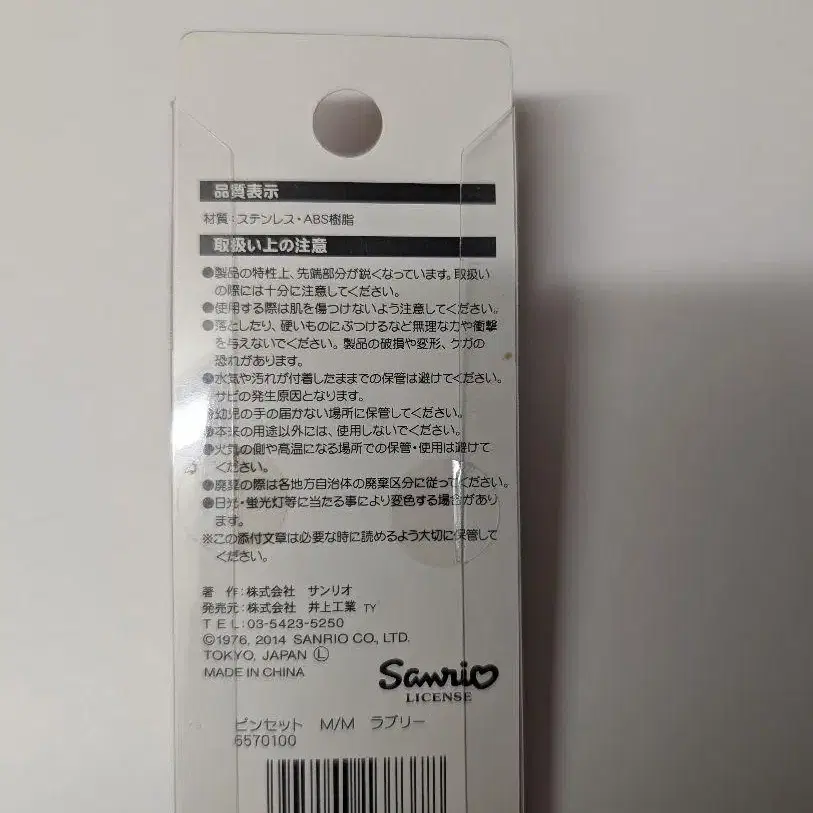 品質表示
材質:ステンレス・ABS樹脂
取扱い上の注意
●製品の特性上、先端部分が鋭くなっています。取扱い
の際には十分に注意してください。
●使用する際は肌を傷つけないよう注意してください。
●落としたり、硬いものにぶつけるなど無理な力や衝撃
を与えないでください。製品の破損や変形、ケガの
恐れがあります。
●水気や汚れが付着したままでの保管は避けてください。
サビの発生原因となります。
●幼児の手の届かない場所に保管してください。
●本来の用途以外には、使用しないでください。
●火気の側や高温になる場所での保管・使用は避けて
ください。
●廃棄の際は各地方自治体の廃棄区分に従ってください。
●日光・蛍光灯等に当たる事により変色する場合があり
ます。
※この添付文章は必要な時に読めるよう大切に保管して
ください。
著 作:株式会社 サンリオ
発売元:株式会社 井上工業 TY
TEL:03-5423-5250
©1976, 2014 SANRIO CO., LTD.
TOKYO, JAPAN Ⓛ
MADE IN CHINA
Sanrio
LICENSE
ピンセット M/M ラブリー
6570100